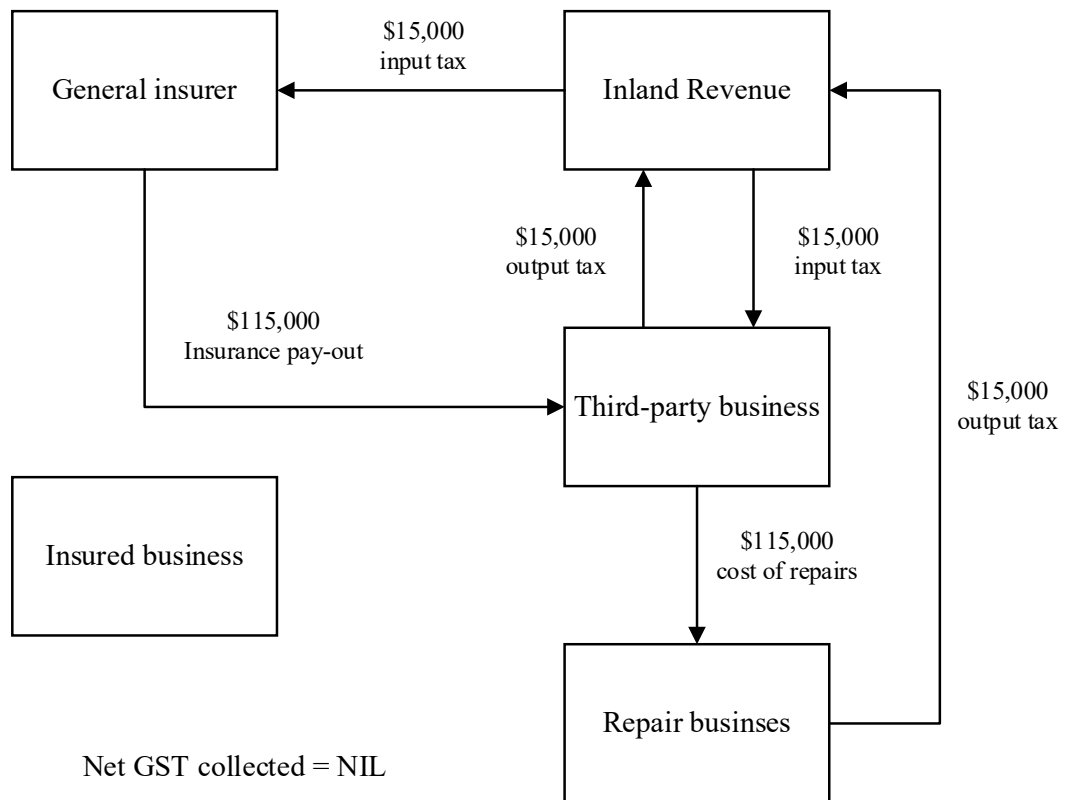 $15,000
input tax
General insurer
Inland Revenue
$15,000
output tax
$15,000
input tax
$115,000
Insurance pay-out
Third-party business
$15,000
output tax
Insured business
$115,000
cost of repairs
Repair businses
Net GST collected = NIL